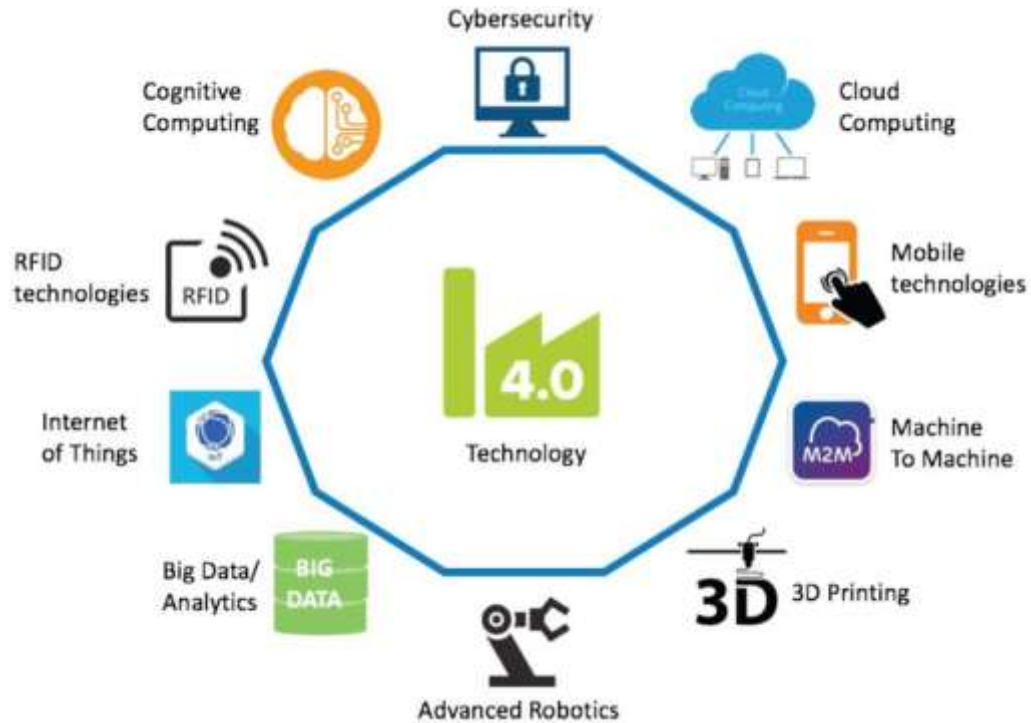 Cybersecurity
Cognitive
Computing
Cloud
Computing
Cloud
Computing
RFID
technologies
RFID
Mobile
technologies
4.0
Technology
Internet
of Things
IoT
M2M
Machine
To Machine
Big Data/
Analytics
BIG
DATA
3D
3D Printing
Advanced Robotics